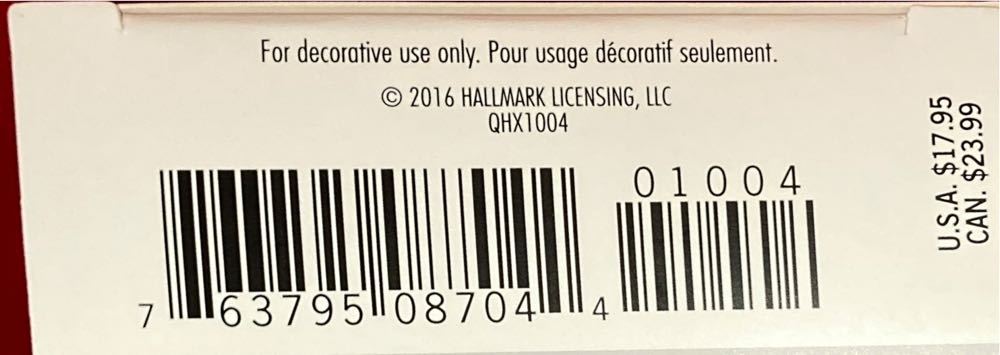 For decorative use only. Pour usage décoratif seulement.
© 2016 HALLMARK LICENSING, LLC
QHX1004
01004
7 63795 08704 4
U.S.A. $17.95
CAN. $23.99